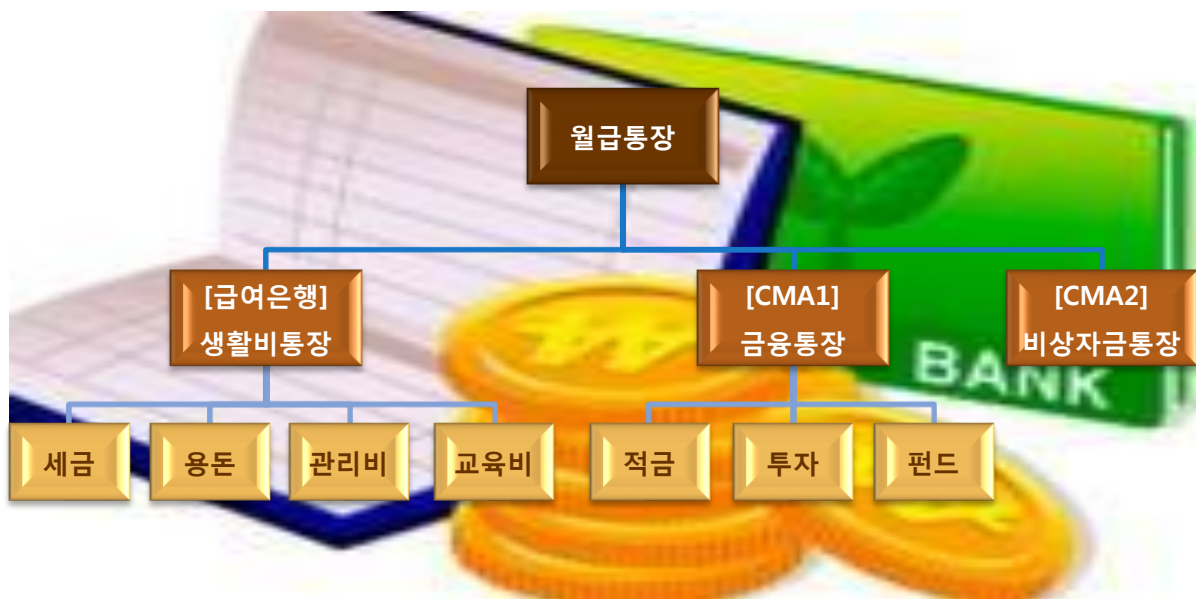 월급통장
[급여은행]
생활비통장
[CMA1]
금융통장
[CMA2]
비상자금통장
BANK
세금
용돈
관리비
교육비
적금
투자
펀드